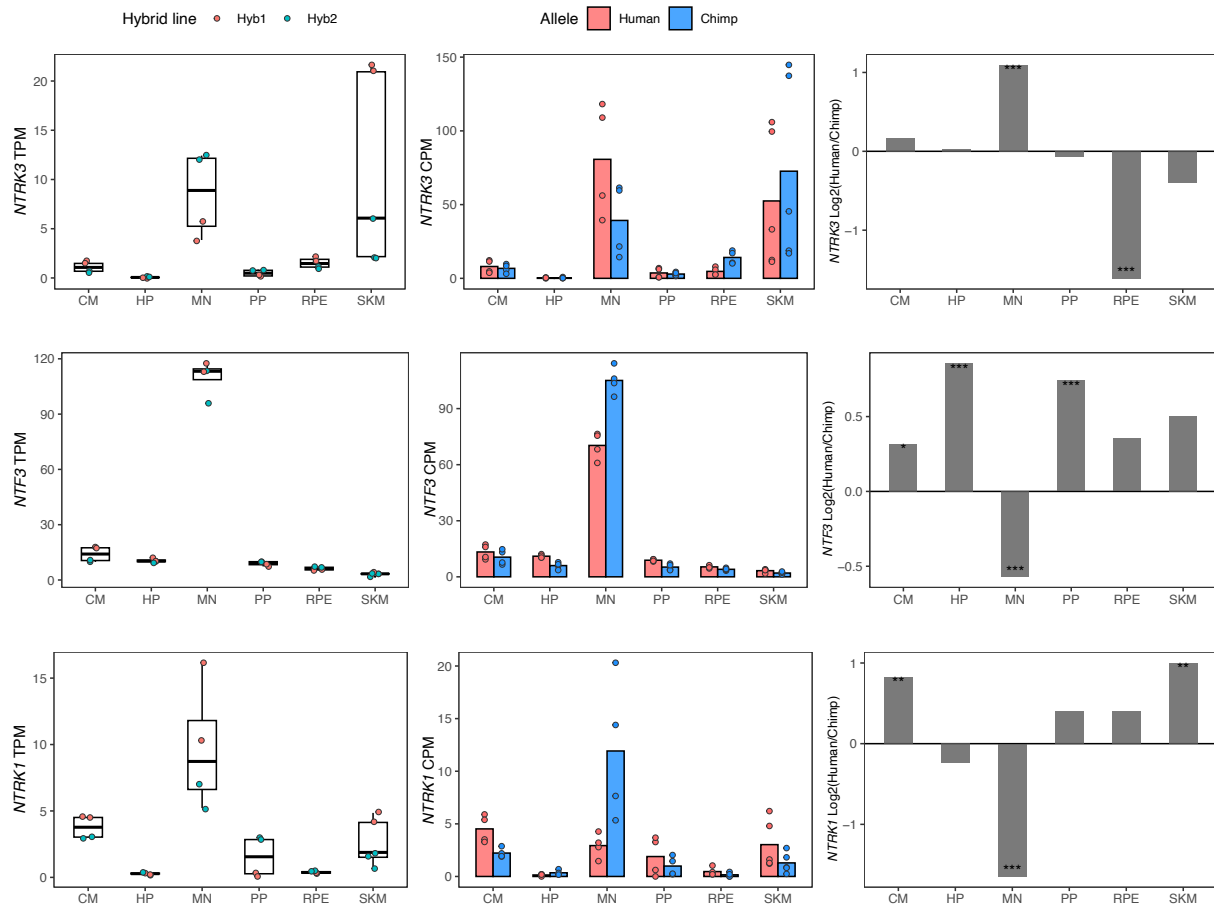 Hybrid line Hyb1 Hyb2
Allele Human Chimp
NTRK3 TPM
20
15
10
5
0
CM HP MN PP RPE SKM
NTRK3 CPM
150
100
50
0
CM HP MN PP RPE SKM
NTRK3 Log2(Human/Chimp)
1
0
−1
***
***
CM HP MN PP RPE SKM
NTF3 TPM
120
90
60
30
0
CM HP MN PP RPE SKM
NTF3 CPM
90
60
30
0
CM HP MN PP RPE SKM
NTF3 Log2(Human/Chimp)
0.5
0.0
−0.5
*
***
***
***
CM HP MN PP RPE SKM
NTRK1 TPM
15
10
5
0
CM HP MN PP RPE SKM
NTRK1 CPM
20
15
10
5
0
CM HP MN PP RPE SKM
NTRK1 Log2(Human/Chimp)
1
0
−1
**
***
**
CM HP MN PP RPE SKM